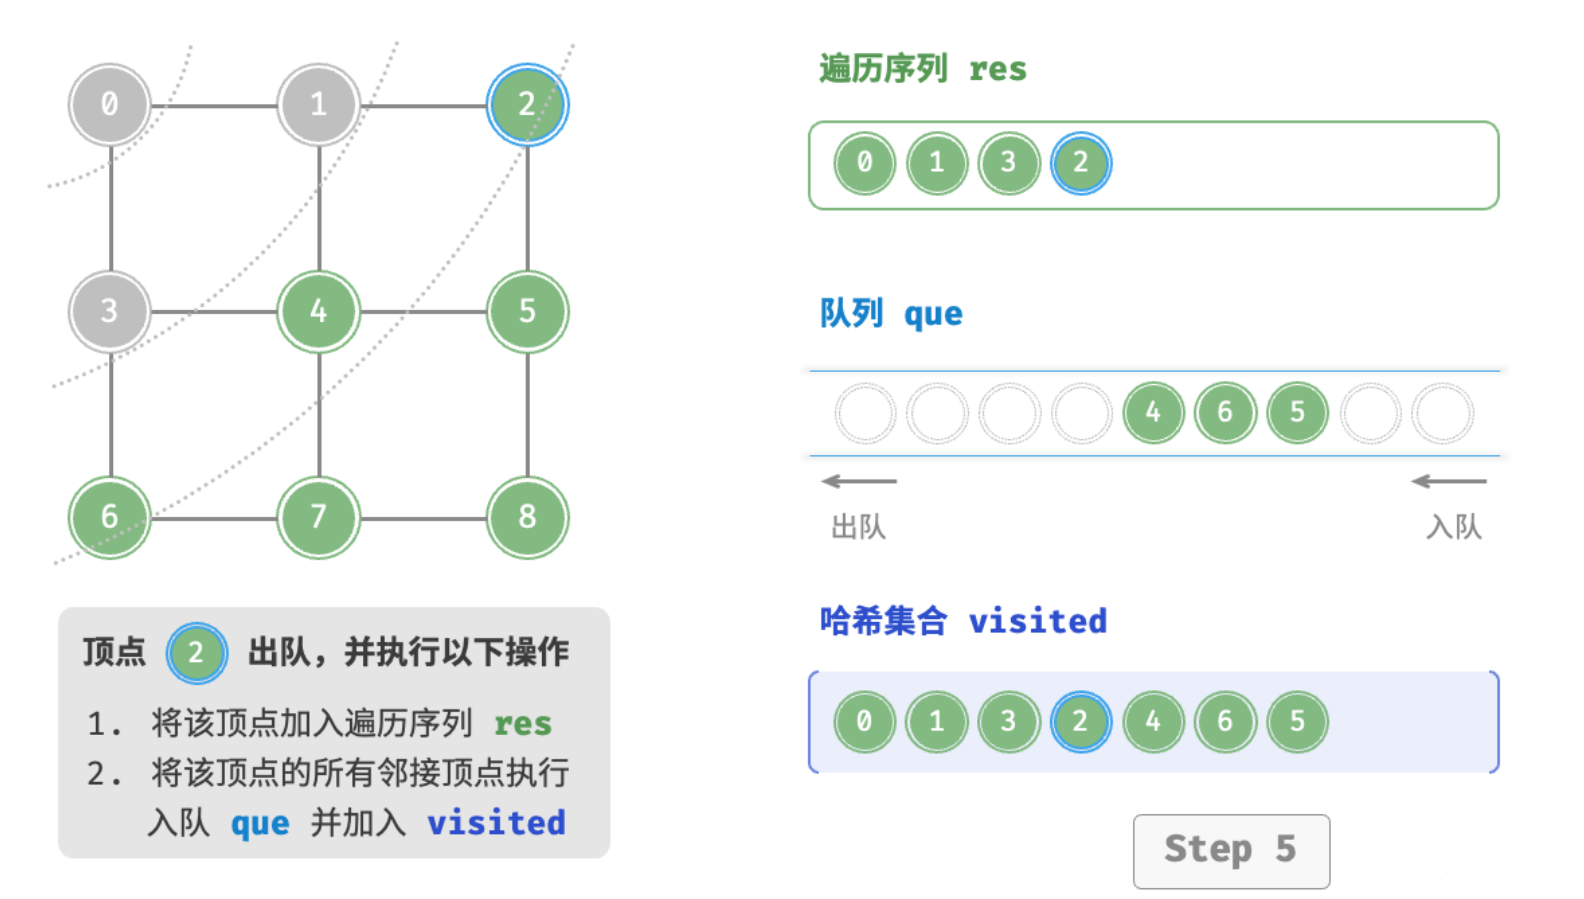 0 1 2
3 4 5
6 7 8
顶点 2 出队，并执行以下操作
1. 将该顶点加入遍历序列 res
2. 将该顶点的所有邻接顶点执行
入队 que 并加入 visited
遍历序列 res
0 1 3 2
队列 que
4 6 5
出队 入队
哈希集合 visited
0 1 3 2 4 6 5
Step 5